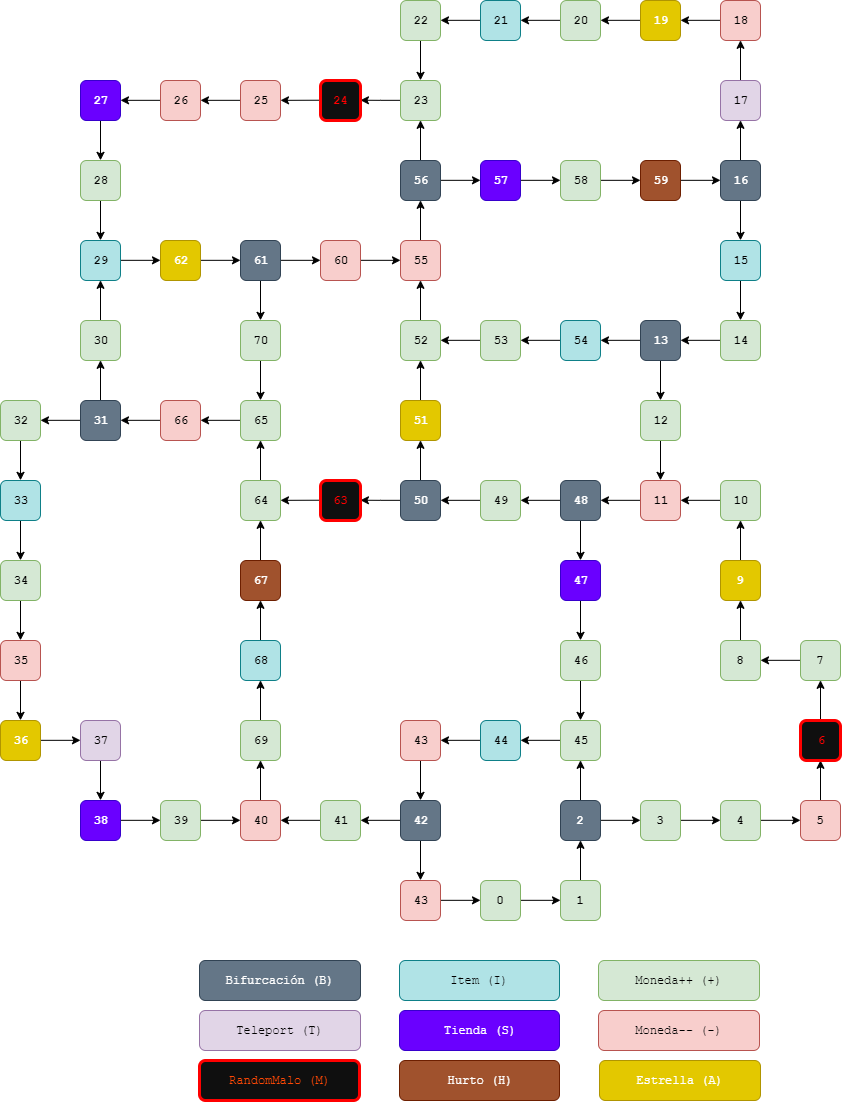 22 21 20 19 18
27 26 25 24 23 17
28 56 57 58 59 16
29 62 61 60 55 15
30 70 52 53 54 13 14
32 31 66 65 51 12
33 64 63 50 49 48 11 10
34 67 47 9
35 68 46 8 7
36 37 69 43 44 45 6
38 39 40 41 42 2 3 4 5
43 0 1
Bifurcación (B) Item (I) Moneda++ (+)
Teleport (T) Tienda (S) Moneda-- (-)
RandomMalo (M) Hurto (H) Estrella (A)